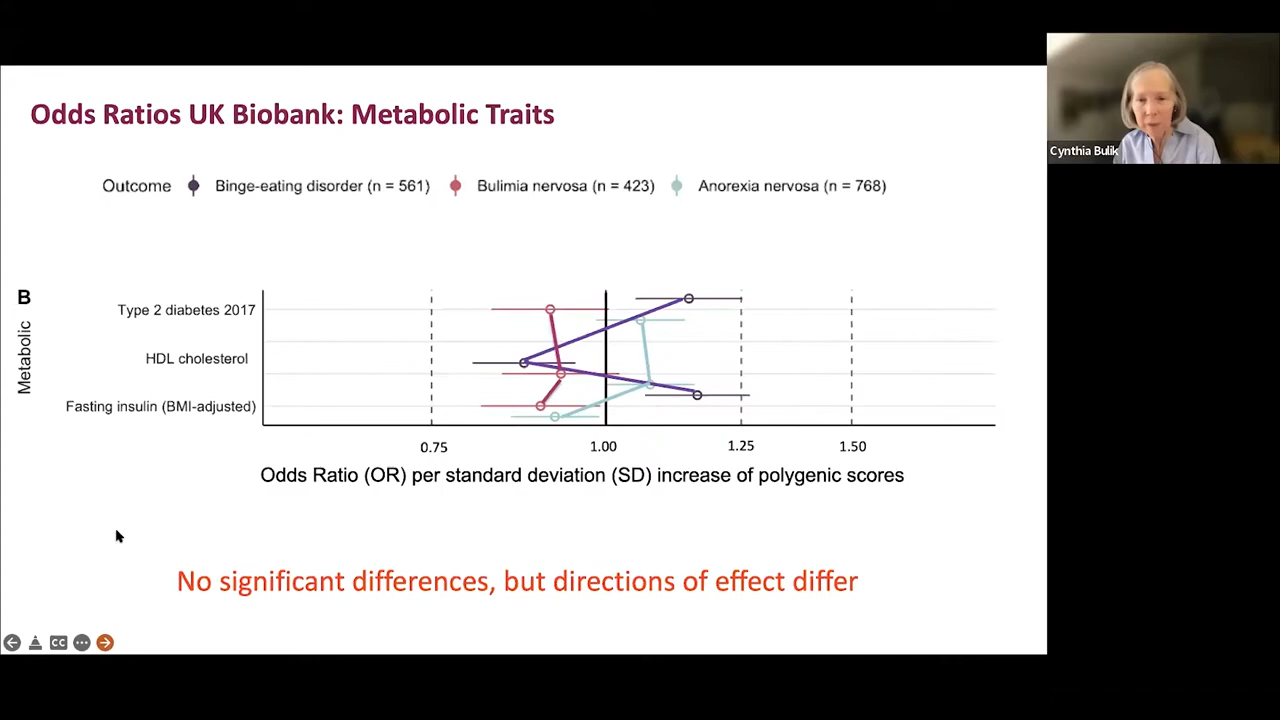 Odds Ratios UK Biobank: Metabolic Traits
Cynthia Bulik
Outcome Binge-eating disorder (n = 561) Bulimia nervosa (n = 423) Anorexia nervosa (n = 768)
B
Metabolic
Type 2 diabetes 2017
HDL cholesterol
Fasting insulin (BMI-adjusted)
0.75 1.00 1.25 1.50
Odds Ratio (OR) per standard deviation (SD) increase of polygenic scores
No significant differences, but directions of effect differ
CC